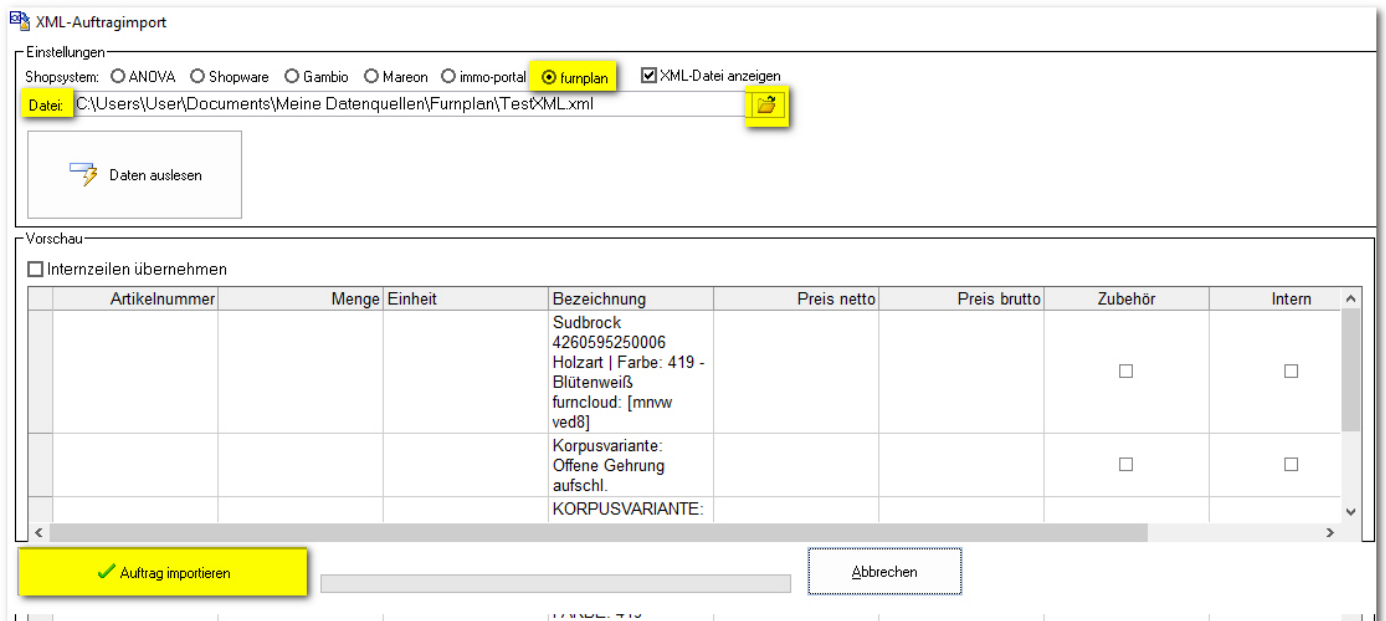 XML-Auftragimport
Einstellungen
Shopsystem: ANOVA Shopware Gambio Mareon immo-portal furnplan XML-Datei anzeigen
Datei: C:\Users\User\Documents\Meine Datenquellen\Furnplan\TestXML.xml
Daten auslesen
Vorschau
Internzeilen übernehmen
Artikelnummer Menge Einheit Bezeichnung Preis netto Preis brutto Zubehör Intern
Sudbrock
4260595250006
Holzart | Farbe: 419 -
Blütenweiß
furncloud: [mnvw
ved8]
Korpusvariante:
Offene Gehrung
aufschl.
KORPUSVARIANTE:
Auftrag importieren
Abbrechen